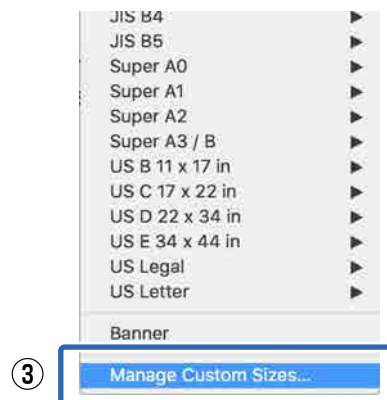 JIS B4
JIS B5
Super A0
Super A1
Super A2
Super A3 / B
US B 11 x 17 in
US C 17 x 22 in
US D 22 x 34 in
US E 34 x 44 in
US Legal
US Letter
Banner
③ Manage Custom Sizes...